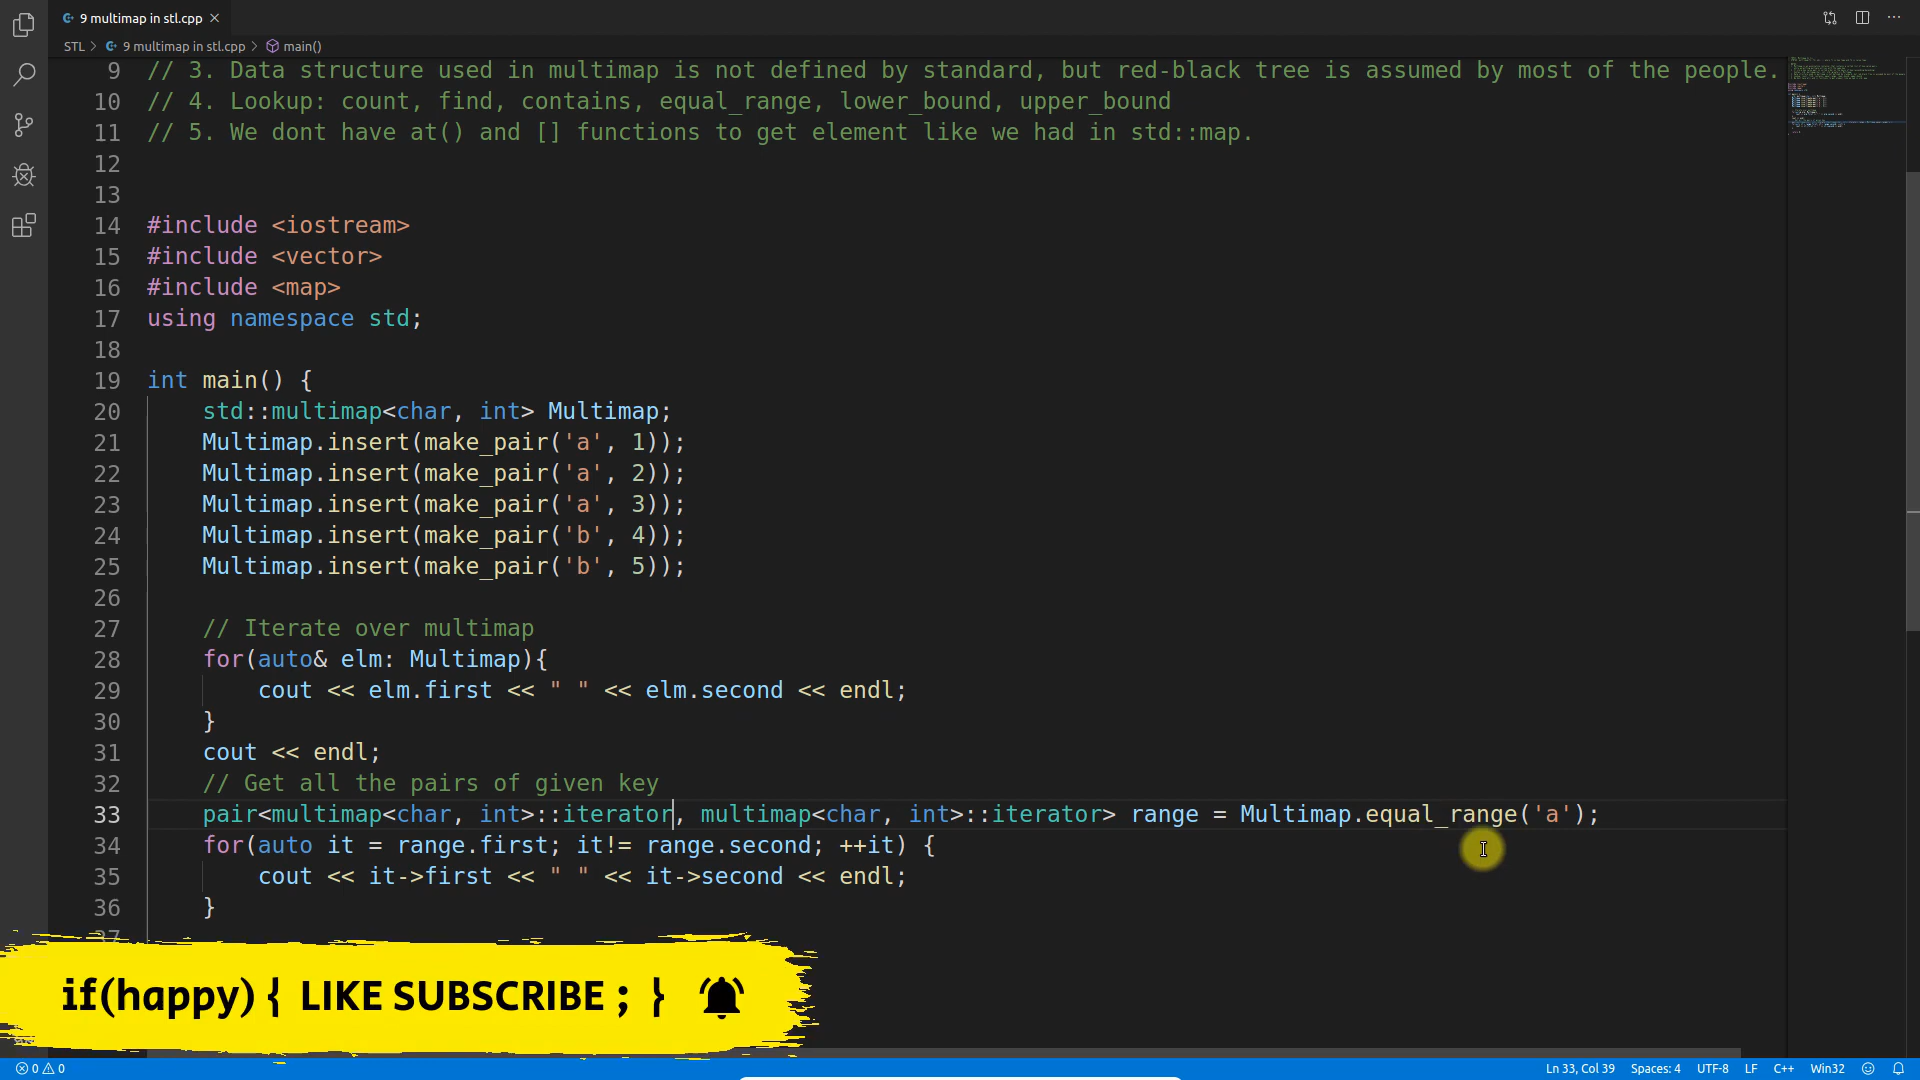 9 multimap in stl.cpp
STL > 9 multimap in stl.cpp > main()
9 // 3. Data structure used in multimap is not defined by standard, but red-black tree is assumed by most of the people.
10 // 4. Lookup: count, find, contains, equal_range, lower_bound, upper_bound
11 // 5. We dont have at() and [] functions to get element like we had in std::map.
12
13
14 #include <iostream>
15 #include <vector>
16 #include <map>
17 using namespace std;
18
19 int main() {
20     std::multimap<char, int> Multimap;
21     Multimap.insert(make_pair('a', 1));
22     Multimap.insert(make_pair('a', 2));
23     Multimap.insert(make_pair('a', 3));
24     Multimap.insert(make_pair('b', 4));
25     Multimap.insert(make_pair('b', 5));
26
27     // Iterate over multimap
28     for(auto& elm: Multimap){
29         cout << elm.first << " " << elm.second << endl;
30     }
31     cout << endl;
32     // Get all the pairs of given key
33     pair<multimap<char, int>::iterator, multimap<char, int>::iterator> range = Multimap.equal_range('a');
34     for(auto it = range.first; it!= range.second; ++it) {
35         cout << it->first << " " << it->second << endl;
36     }
37
if(happy) { LIKE SUBSCRIBE ; }
0 0 Ln 33, Col 39 Spaces: 4 UTF-8 LF C++ Win32